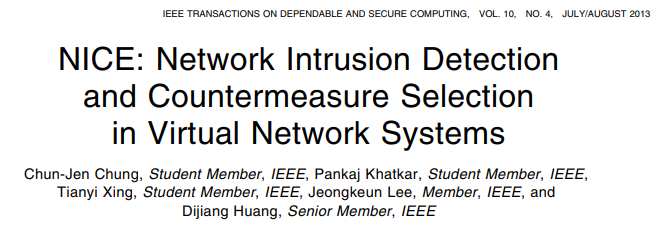 IEEE TRANSACTIONS ON DEPENDABLE AND SECURE COMPUTING, VOL. 10, NO. 4, JULY/AUGUST 2013
NICE: Network Intrusion Detection
and Countermeasure Selection
in Virtual Network Systems
Chun-Jen Chung, Student Member, IEEE, Pankaj Khatkar, Student Member, IEEE,
Tianyi Xing, Student Member, IEEE, Jeongkeun Lee, Member, IEEE, and
Dijiang Huang, Senior Member, IEEE